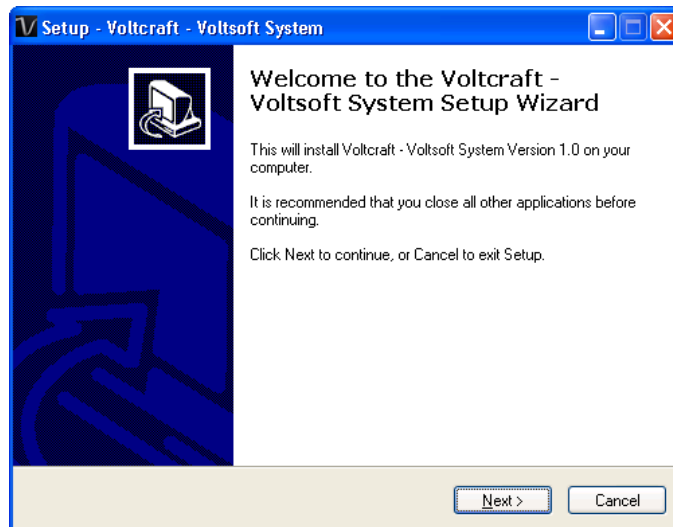 Setup - Voltcraft - Voltsoft System
Welcome to the Voltcraft -
Voltsoft System Setup Wizard
This will install Voltcraft - Voltsoft System Version 1.0 on your
computer.
It is recommended that you close all other applications before
continuing.
Click Next to continue, or Cancel to exit Setup.
Next >
Cancel